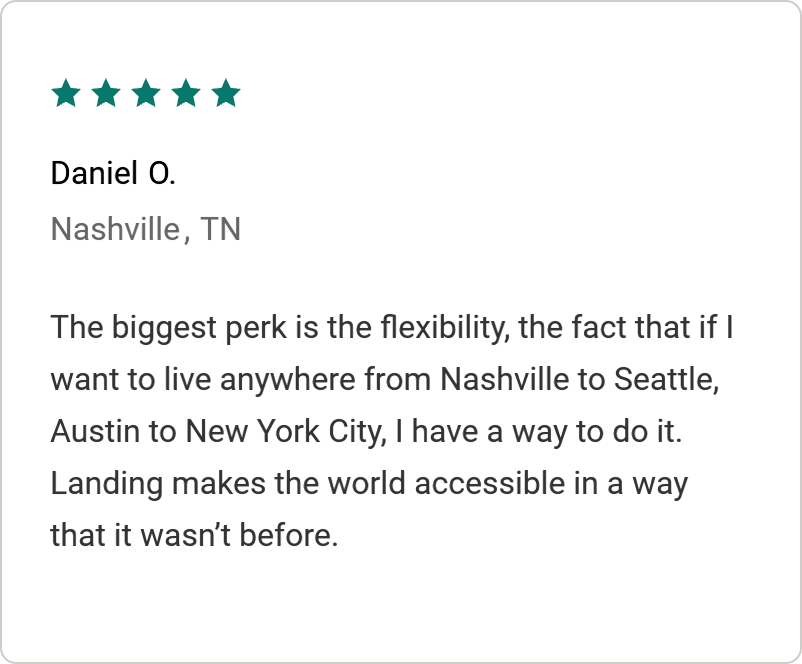 Daniel O.
Nashville, TN
The biggest perk is the flexibility, the fact that if I
want to live anywhere from Nashville to Seattle,
Austin to New York City, I have a way to do it.
Landing makes the world accessible in a way
that it wasn’t before.